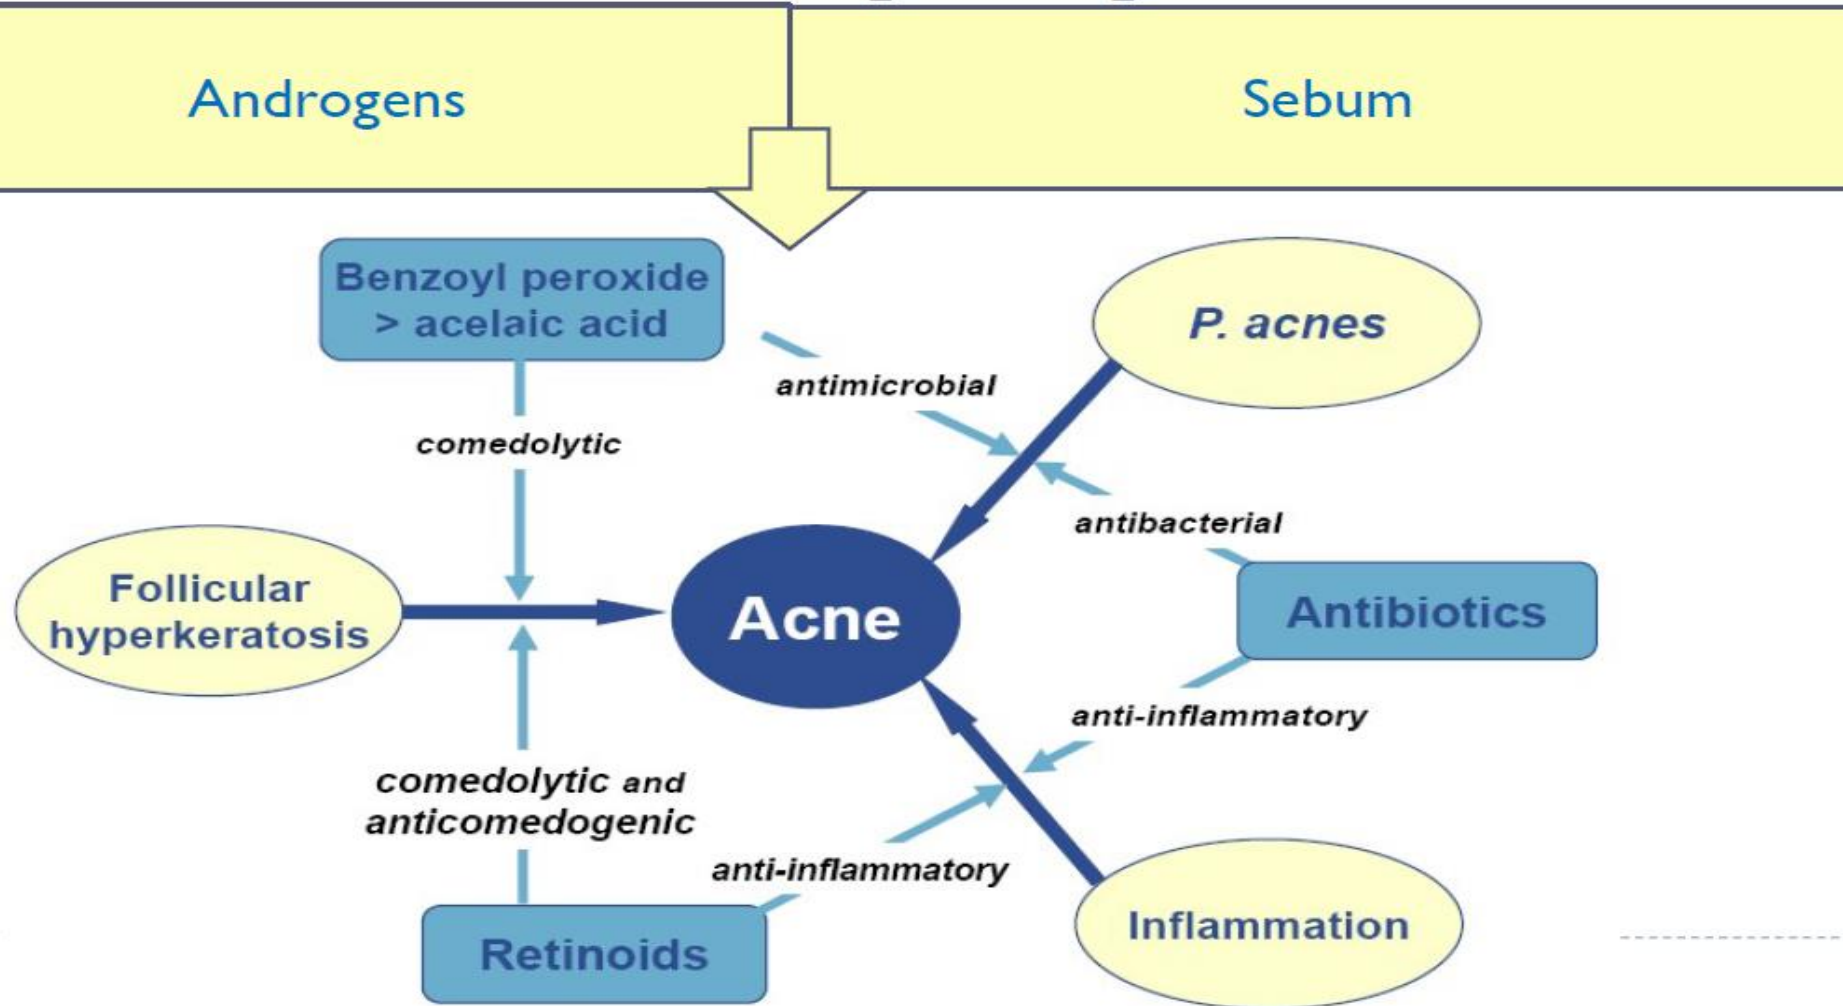 Androgens
Sebum
Benzoyl peroxide
> acelaic acid
P. acnes
antimicrobial
comedolytic
antibacterial
Follicular
hyperkeratosis
Acne
Antibiotics
anti-inflammatory
comedolytic and
anticomedogenic
anti-inflammatory
Inflammation
Retinoids